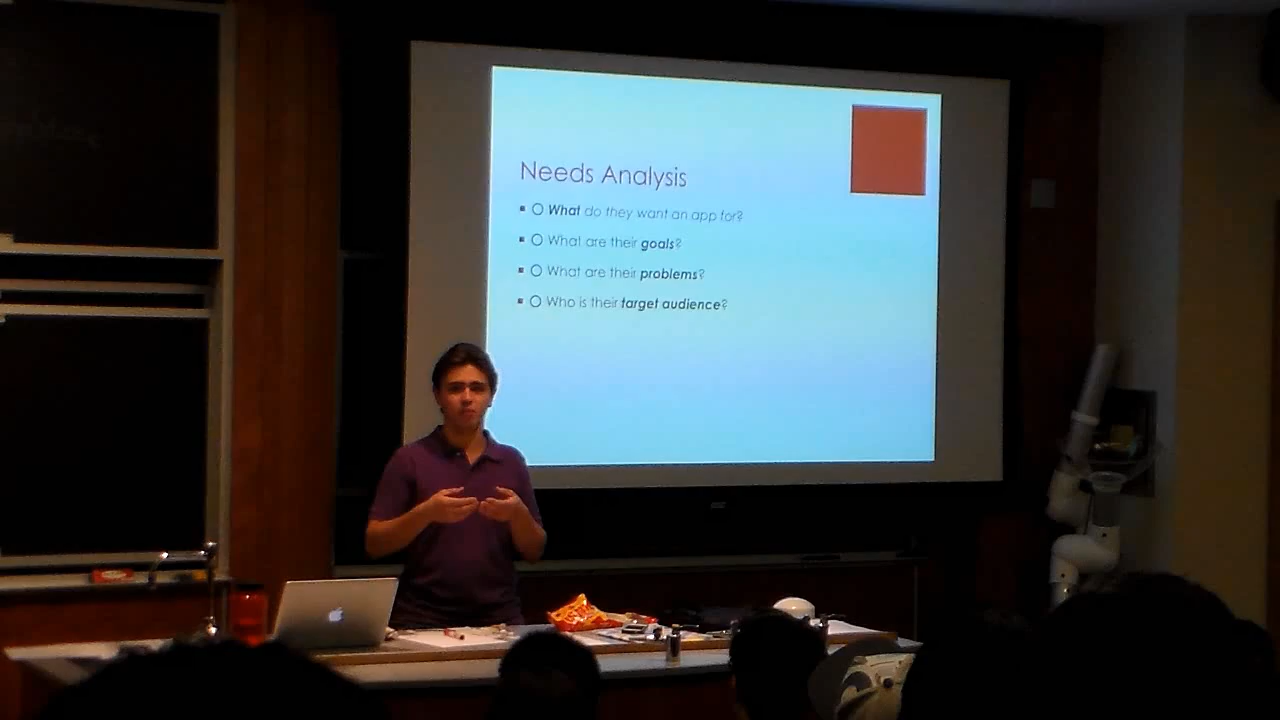 Needs Analysis
▪ O What do they want an app for?
▪ O What are their goals?
▪ O What are their problems?
▪ O Who is their target audience?